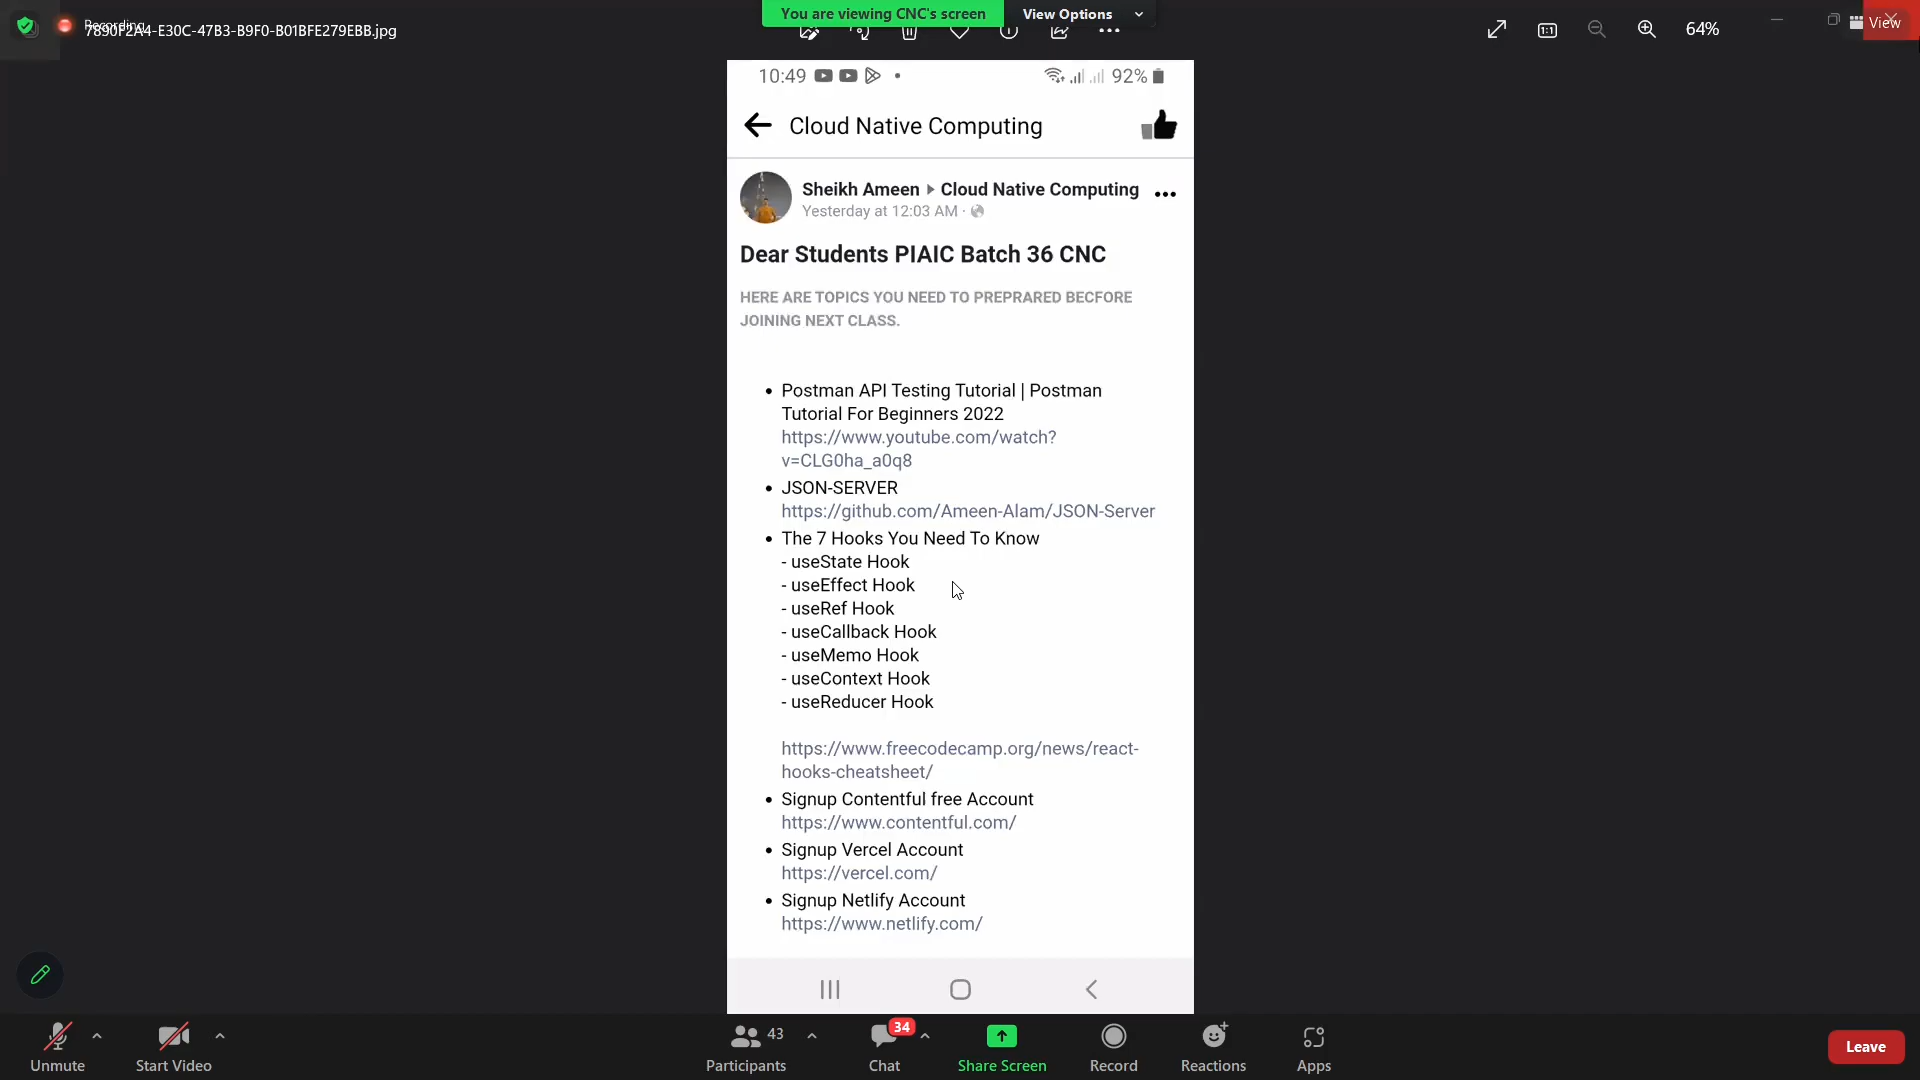 Recording
7890F2A4-E30C-47B3-B9F0-B01BFE279EBB.jpg
You are viewing CNC's screen
View Options
64%
View
10:49
92%
Cloud Native Computing
Sheikh Ameen ▸ Cloud Native Computing
Yesterday at 12:03 AM ·
Dear Students PIAIC Batch 36 CNC
HERE ARE TOPICS YOU NEED TO PREPRARED BECFORE
JOINING NEXT CLASS.
• Postman API Testing Tutorial | Postman
Tutorial For Beginners 2022
https://www.youtube.com/watch?
v=CLG0ha_a0q8
• JSON-SERVER
https://github.com/Ameen-Alam/JSON-Server
• The 7 Hooks You Need To Know
- useState Hook
- useEffect Hook
- useRef Hook
- useCallback Hook
- useMemo Hook
- useContext Hook
- useReducer Hook
https://www.freecodecamp.org/news/react-
hooks-cheatsheet/
• Signup Contentful free Account
https://www.contentful.com/
• Signup Vercel Account
https://vercel.com/
• Signup Netlify Account
https://www.netlify.com/
Unmute
Start Video
43
Participants
34
Chat
Share Screen
Record
Reactions
Apps
Leave